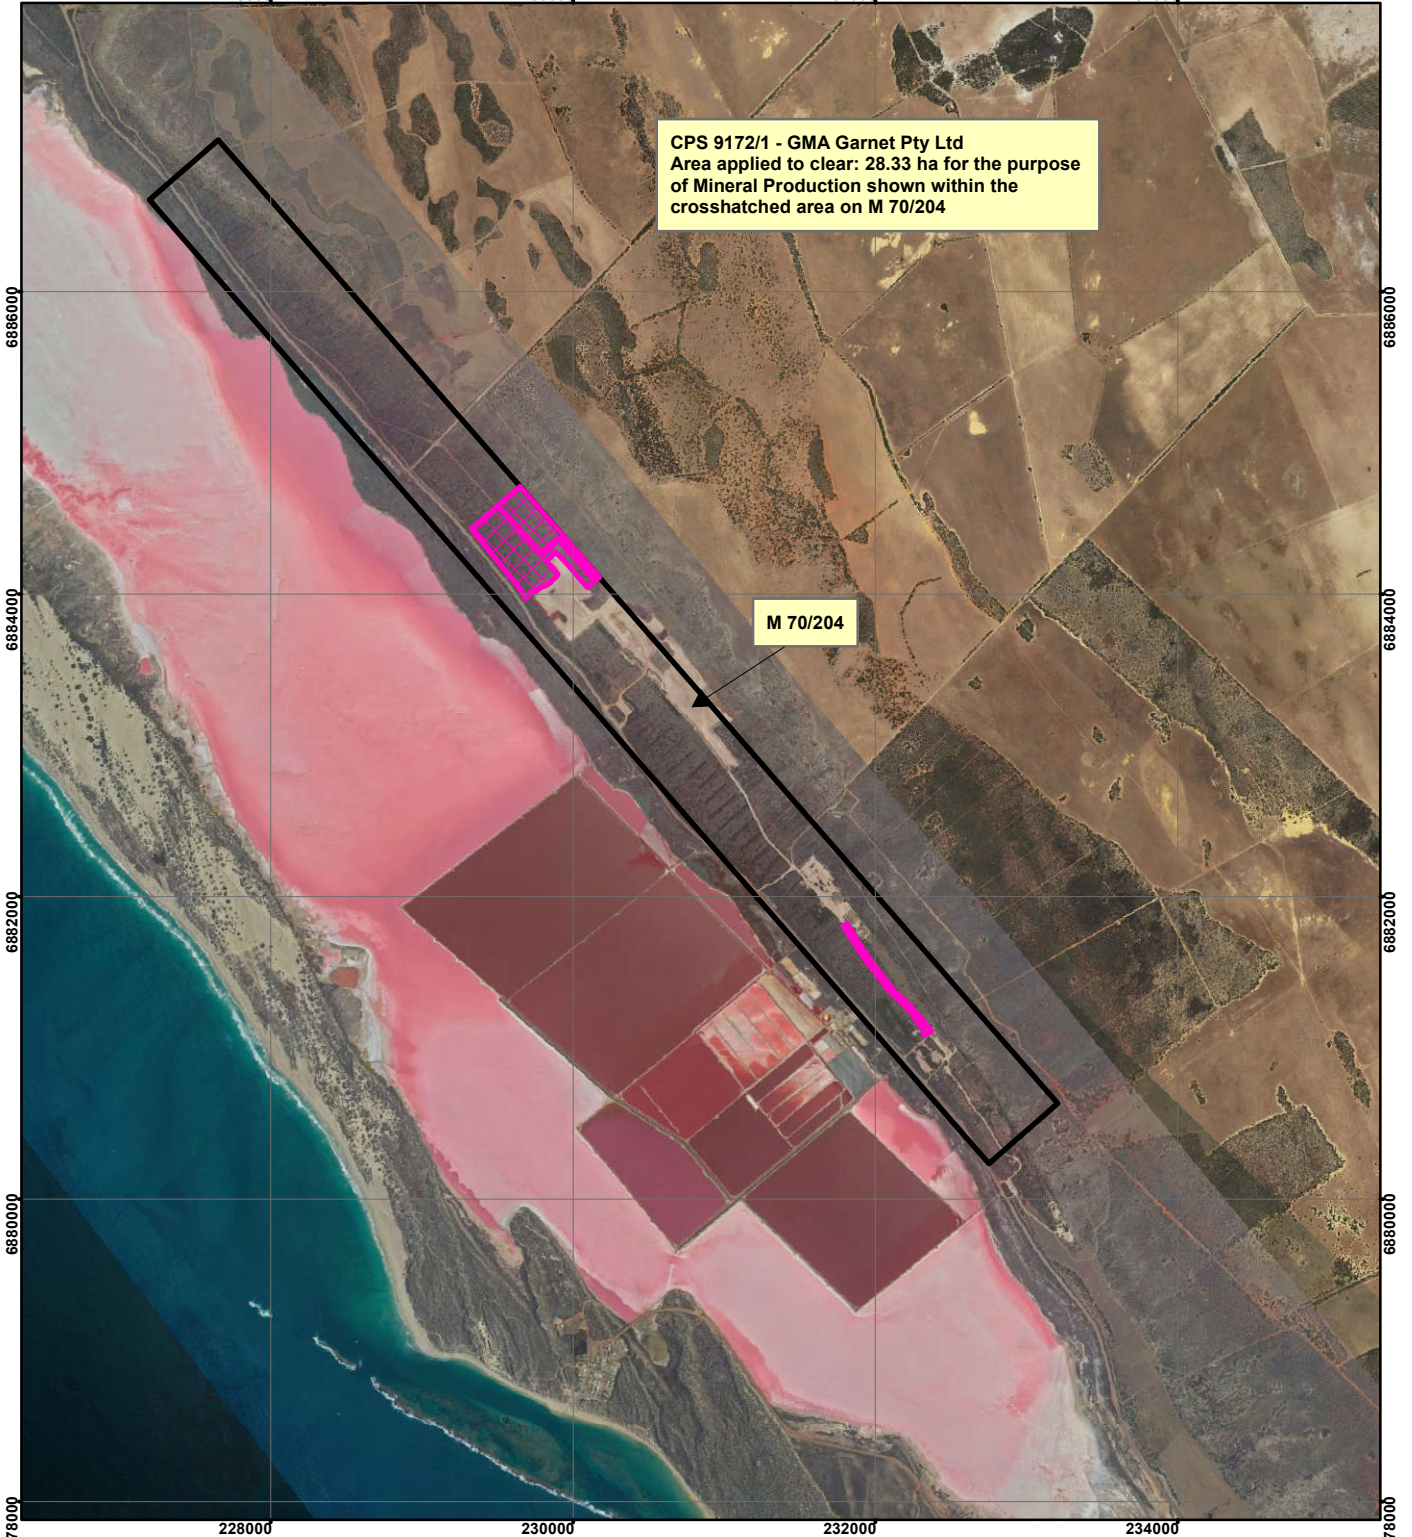 CPS 9172/1 - GMA Garnet Pty Ltd
Area applied to clear: 28.33 ha for the purpose
of Mineral Production shown within the
crosshatched area on M 70/204
6886000
6886000
M 70/204
6884000
6884000
6882000
6882000
6880000
6880000
78000
78000
228000
230000
232000
234000